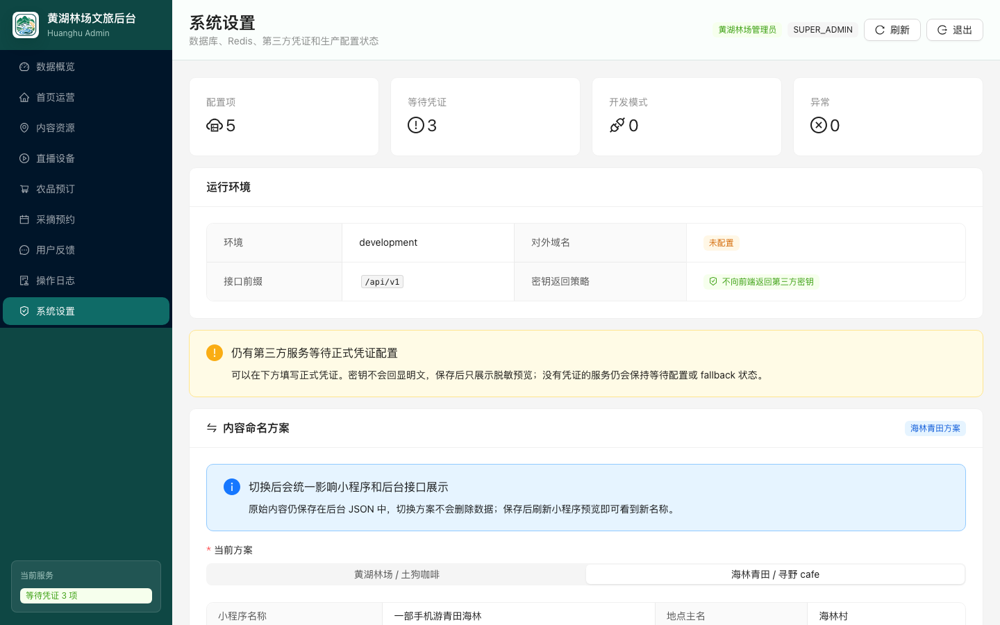 黄湖林场文旅后台
Huanghu Admin
数据概览
首页运营
内容资源
直播设备
农品预订
采摘预约
用户反馈
操作日志
系统设置
当前服务
等待凭证 3 项
系统设置
数据库、Redis、第三方凭证和生产配置状态
黄湖林场管理员
SUPER_ADMIN
刷新
退出
配置项
5
等待凭证
3
开发模式
0
异常
0
运行环境
环境
development
对外域名
未配置
接口前缀
/api/v1
密钥返回策略
不向前端返回第三方密钥
仍有第三方服务等待正式凭证配置
可以在下方填写正式凭证。密钥不会回显明文，保存后只展示脱敏预览；没有凭证的服务仍会保持等待配置或 fallback 状态。
内容命名方案
海林青田方案
切换后会统一影响小程序和后台接口展示
原始内容仍保存在后台 JSON 中，切换方案不会删除数据；保存后刷新小程序预览即可看到新名称。
* 当前方案
黄湖林场 / 土狗咖啡
海林青田 / 寻野 cafe
小程序名称
一部手机游青田海林
地点主名
海林村